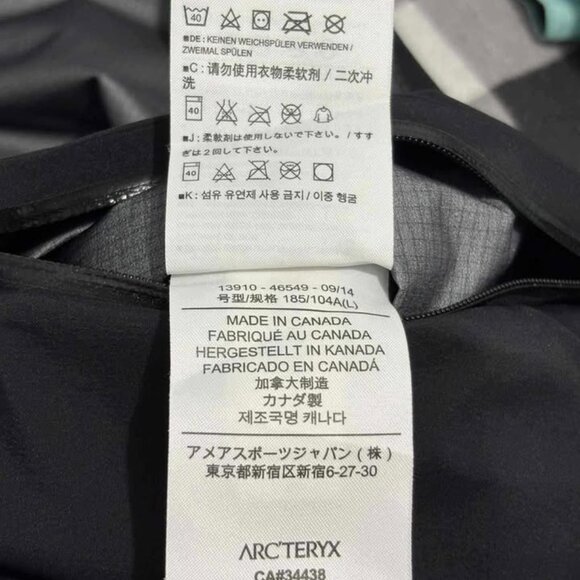 40
■DE: KEINEN WEICHSPÜLER VERWENDEN /
ZWEIMAL SPÜLEN
■C: 请勿使用衣物柔软剂 / 二次冲
洗
40
■J: 柔軟剤は使用しないで下さい。/ すす
ぎは2回して下さい。
40
■K: 섬유 유연제 사용 금지 / 이중 헹굼
13910 - 46549 - 09/14
号型/规格 185/104A(L)
MADE IN CANADA
FABRIQUÉ AU CANADA
HERGESTELLT IN KANADA
FABRICADO EN CANADÁ
加拿大制造
カナダ製
제조국명 캐나다
アメアスポーツジャパン (株)
東京都新宿区新宿6-27-30
ARC'TERYX
CA#34438